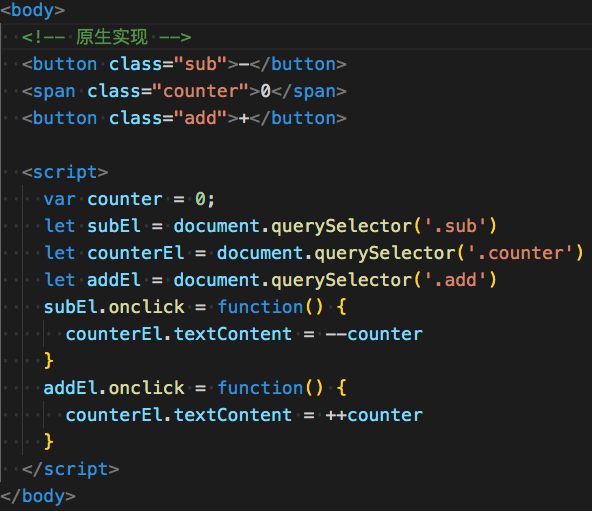 <body>
<!-- 原生实现 -->
<button class="sub">-</button>
<span class="counter">0</span>
<button class="add">+</button>
<script>
var counter = 0;
let subEl = document.querySelector('.sub')
let counterEl = document.querySelector('.counter')
let addEl = document.querySelector('.add')
subEl.onclick = function() {
counterEl.textContent = --counter
}
addEl.onclick = function() {
counterEl.textContent = ++counter
}
</script>
</body>